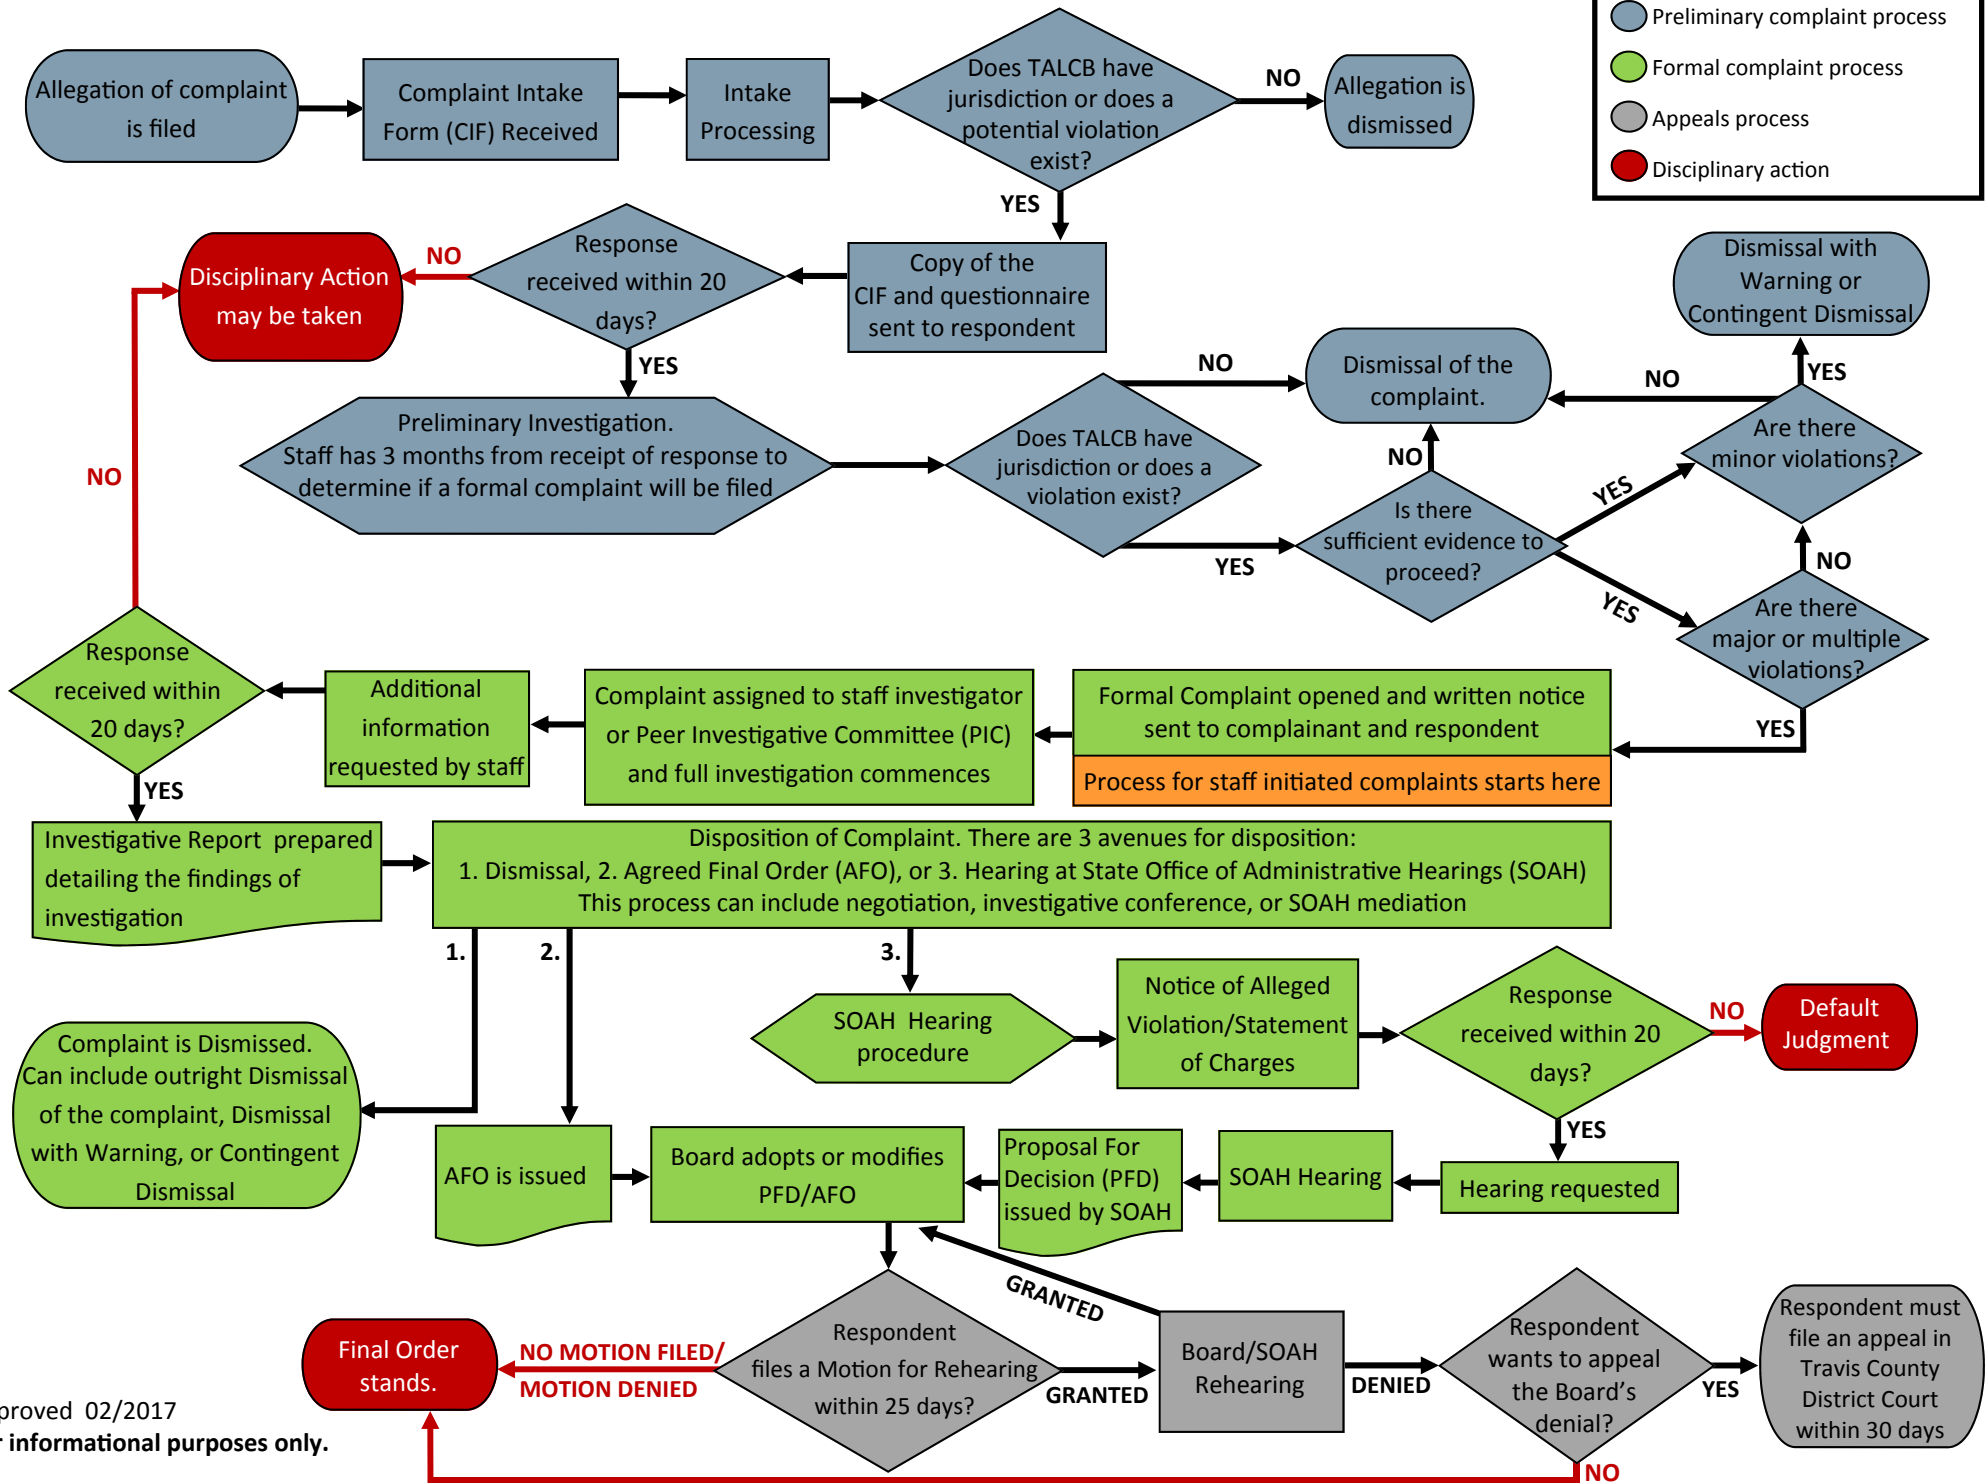 Preliminary complaint process
Formal complaint process
Appeals process
Disciplinary action
Allegation of complaint
is filed
Complaint Intake
Form (CIF) Received
Intake
Processing
Does TALCB have
jurisdiction or does a
potential violation
exist?
NO
Allegation is
dismissed
YES
Copy of the
CIF and questionnaire
sent to respondent
Response
received within 20
days?
NO
Disciplinary Action
may be taken
YES
Preliminary Investigation.
Staff has 3 months from receipt of response to
determine if a formal complaint will be filed
Does TALCB have
jurisdiction or does a
violation exist?
NO
Dismissal of the
complaint.
YES
Is there
sufficient evidence to
proceed?
NO
YES
YES
Are there
minor violations?
NO
YES
Dismissal with
Warning or
Contingent Dismissal
Are there
major or multiple
violations?
NO
YES
Formal Complaint opened and written notice
sent to complainant and respondent
Process for staff initiated complaints starts here
Complaint assigned to staff investigator
or Peer Investigative Committee (PIC)
and full investigation commences
Additional
information
requested by staff
Response
received within
20 days?
NO
YES
Investigative Report prepared
detailing the findings of
investigation
Disposition of Complaint. There are 3 avenues for disposition:
1. Dismissal, 2. Agreed Final Order (AFO), or 3. Hearing at State Office of Administrative Hearings (SOAH)
This process can include negotiation, investigative conference, or SOAH mediation
1.
2.
3.
Complaint is Dismissed.
Can include outright Dismissal
of the complaint, Dismissal
with Warning, or Contingent
Dismissal
SOAH Hearing
procedure
Notice of Alleged
Violation/Statement
of Charges
Response
received within 20
days?
NO
Default
Judgment
YES
Hearing requested
SOAH Hearing
Proposal For
Decision (PFD)
issued by SOAH
AFO is issued
Board adopts or modifies
PFD/AFO
GRANTED
Respondent
files a Motion for Rehearing
within 25 days?
NO MOTION FILED/
MOTION DENIED
Final Order
stands.
GRANTED
Board/SOAH
Rehearing
DENIED
Respondent
wants to appeal
the Board's
denial?
YES
Respondent must
file an appeal in
Travis County
District Court
within 30 days
NO
proved 02/2017
r informational purposes only.